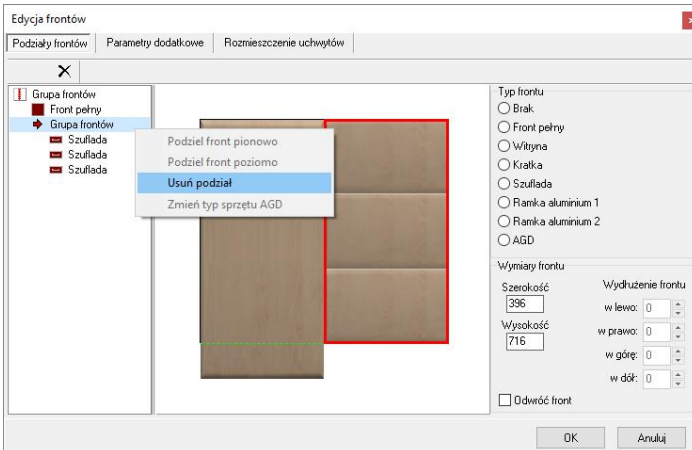 Edycja frontów
Podziały frontów
Parametry dodatkowe
Rozmieszczenie uchwytów
Grupa frontów
Front pełny
Grupa frontów
Szuflada
Szuflada
Szuflada
Podziel front pionowo
Podziel front poziomo
Usuń podział
Zmień typ sprzętu AGD
Typ frontu
Brak
Front pełny
Witryna
Kratka
Szuflada
Ramka aluminium 1
Ramka aluminium 2
AGD
Wymiary frontu
Szerokość
396
Wysokość
716
Wydłużenie frontu
w lewo: 0
w prawo: 0
w górę: 0
w dół: 0
Odwróć front
OK
Anuluj